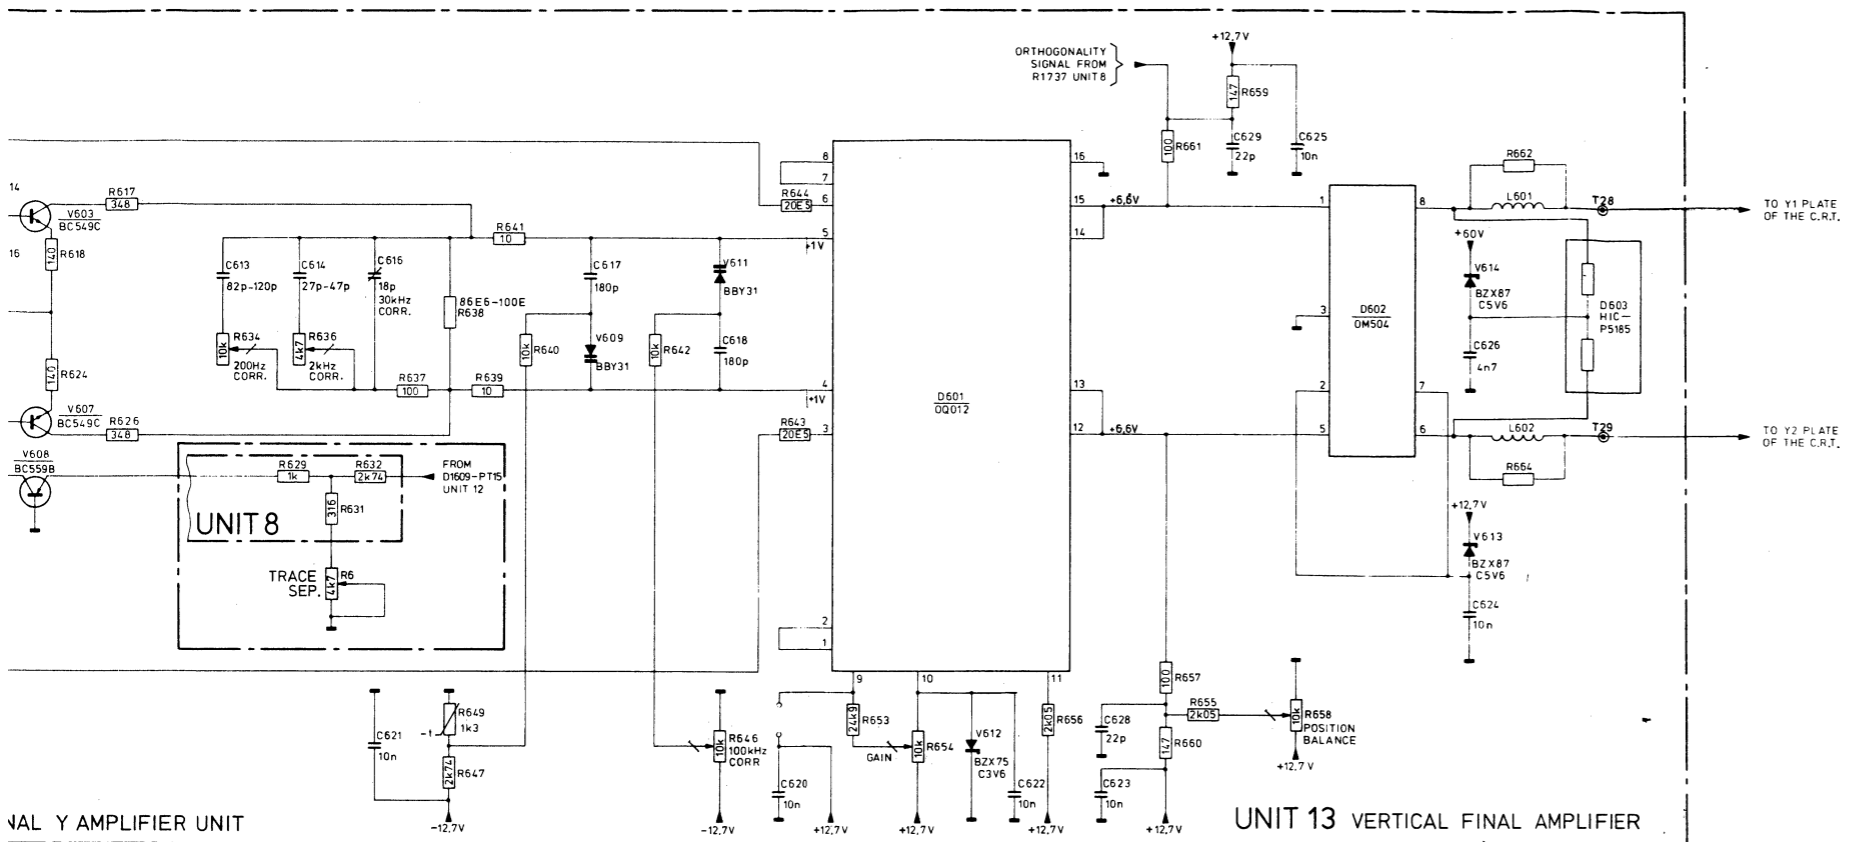 +12,7V
ORTHOGONALITY
SIGNAL FROM
R1737 UNIT 8
147
R659
100
R661
C629
22p
C625
10n
14
R617
348
V603
BC549C
16
140
R618
8
7
R644
20E5
6
5
+1V
16
15
+6,6V
14
1
8
R662
L601
T28
TO Y1 PLATE
OF THE C.R.T.
R641
10
C613
82p-120p
C614
27p-47p
C616
18p
30kHz
CORR.
86E6-100E
R638
C617
180p
V611
BBY31
+60V
V614
BZX87
C5V6
D603
HIC-
P5185
3
D602
OM504
10k
R634
200Hz
CORR.
4k7
R636
2kHz
CORR.
10k
R640
V609
BBY31
10k
R642
C618
180p
C626
4n7
140
R624
R637
100
R639
10
4
+1V
D601
OQ012
13
2
7
V607
BC549C
R626
348
R643
20E5
3
12
+6,6V
5
6
L602
T29
R664
TO Y2 PLATE
OF THE C.R.T.
V608
BC559B
R629
1k
R632
2k74
FROM
D1609-PT15
UNIT 12
316
R631
UNIT 8
TRACE
SEP.
4k7
R6
+12,7V
V613
BZX87
C5V6
C624
10n
2
1
9
10
11
R649
1k3
-t
C621
10n
2k74
R647
-12,7V
10k
R646
100kHz
CORR
-12,7V
C620
10n
+12,7V
24k9
R653
GAIN
10k
R654
+12,7V
V612
BZX75
C3V6
C622
10n
2k05
R656
+12,7V
100
R657
C628
22p
R655
2k05
147
R660
C623
10n
+12,7V
10k
R658
POSITION
BALANCE
+12,7V
NAL Y AMPLIFIER UNIT
UNIT 13 VERTICAL FINAL AMPLIFIER